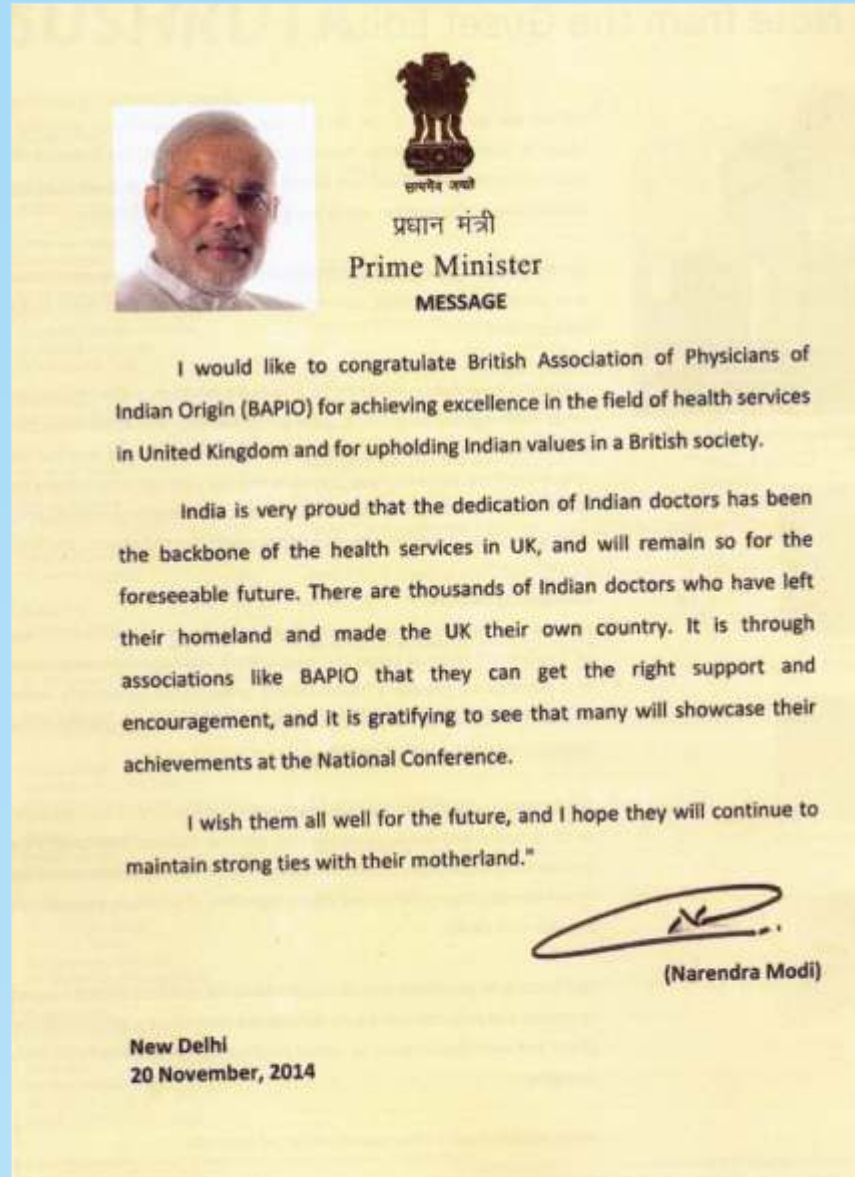 सत्यमेव जयते
प्रधान मंत्री
Prime Minister
MESSAGE
I would like to congratulate British Association of Physicians of
Indian Origin (BAPIO) for achieving excellence in the field of health services
in United Kingdom and for upholding Indian values in a British society.
India is very proud that the dedication of Indian doctors has been
the backbone of the health services in UK, and will remain so for the
foreseeable future. There are thousands of Indian doctors who have left
their homeland and made the UK their own country. It is through
associations like BAPIO that they can get the right support and
encouragement, and it is gratifying to see that many will showcase their
achievements at the National Conference.
I wish them all well for the future, and I hope they will continue to
maintain strong ties with their motherland."
(Narendra Modi)
New Delhi
20 November, 2014